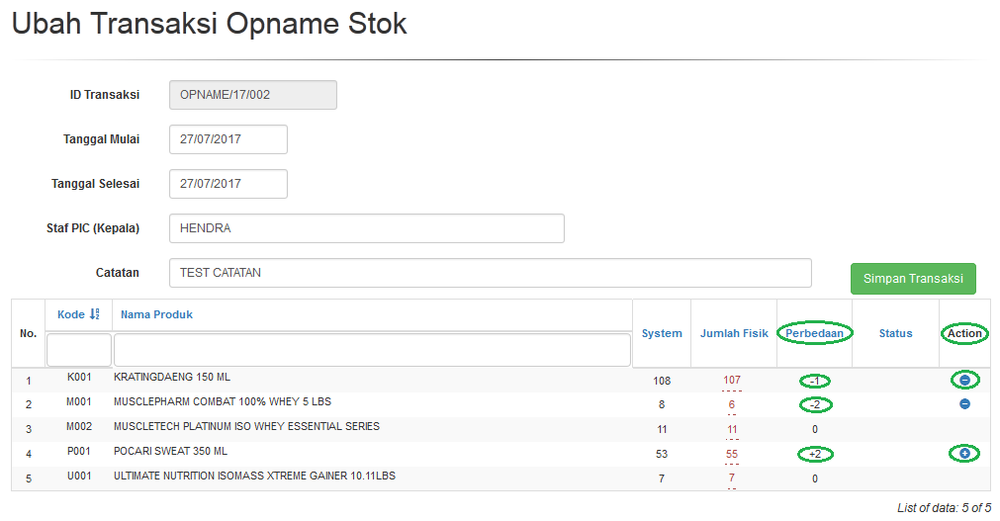 Ubah Transaksi Opname Stok
ID Transaksi OPNAME/17/002
Tanggal Mulai 27/07/2017
Tanggal Selesai 27/07/2017
Staf PIC (Kepala) HENDRA
Catatan TEST CATATAN
Simpan Transaksi
No. Kode Nama Produk System Jumlah Fisik Perbedaan Status Action
1 K001 KRATINGDAENG 150 ML 108 107 -1
2 M001 MUSCLEPHARM COMBAT 100% WHEY 5 LBS 8 6 -2
3 M002 MUSCLETECH PLATINUM ISO WHEY ESSENTIAL SERIES 11 11 0
4 P001 POCARI SWEAT 350 ML 53 55 +2
5 U001 ULTIMATE NUTRITION ISOMASS XTREME GAINER 10.11LBS 7 7 0
List of data: 5 of 5